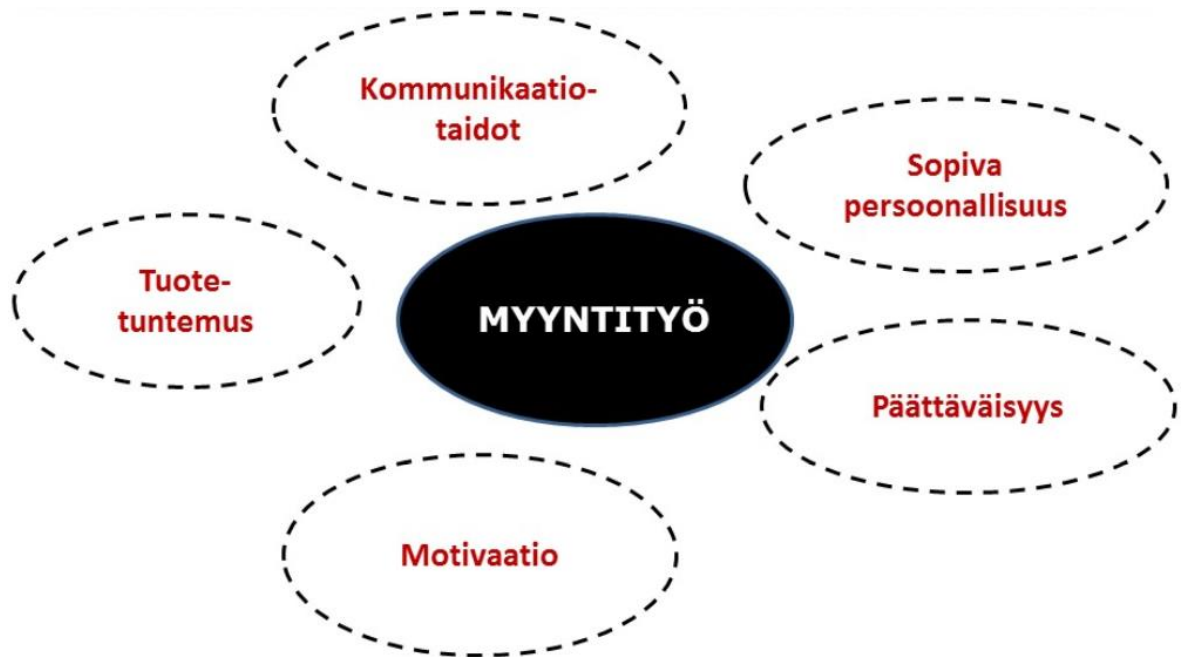 Kommunikaatio-
taidot
Sopiva
persoonallisuus
Tuote-
tuntemus
MYYNTITYÖ
Päättäväisyys
Motivaatio